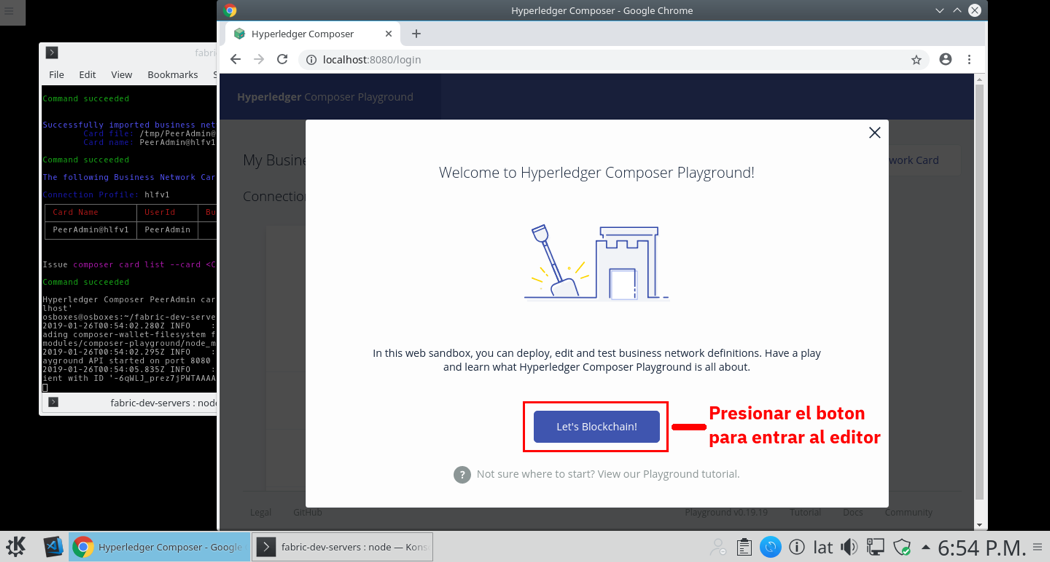 Hyperledger Composer - Google Chrome
Hyperledger Composer
localhost:8080/login
Hyperledger Composer Playground
My Busine
work Card
Connection
Welcome to Hyperledger Composer Playground!
In this web sandbox, you can deploy, edit and test business network definitions. Have a play
and learn what Hyperledger Composer Playground is all about.
Let's Blockchain!
Presionar el boton
para entrar al editor
? Not sure where to start? View our Playground tutorial.
Legal GitHub Playground v0.19.19 Tutorial Docs Community
fabri
File Edit View Bookmarks S
Command succeeded
Successfully imported business net
Card file: /tmp/PeerAdmin@
Card name: PeerAdmin@hlfv1
Command succeeded
The following Business Network Car
Connection Profile: hlfv1
Card Name UserId Bu
PeerAdmin@hlfv1 PeerAdmin
Issue composer card list --card <C
Command succeeded
Hyperledger Composer PeerAdmin car
lhost'
osboxes@osboxes:~/fabric-dev-serve
2019-01-26T00:54:02.280Z INFO :
ading composer-wallet-filesystem f
modules/composer-playground/node_m
2019-01-26T00:54:02.295Z INFO :
ayground API started on port 8080
2019-01-26T00:54:05.835Z INFO :
ient with ID '-6qWLJ_prez7jPWTAAAA
fabric-dev-servers : node
Hyperledger Composer - Google
fabric-dev-servers : node — Kons
lat
6:54 P.M.